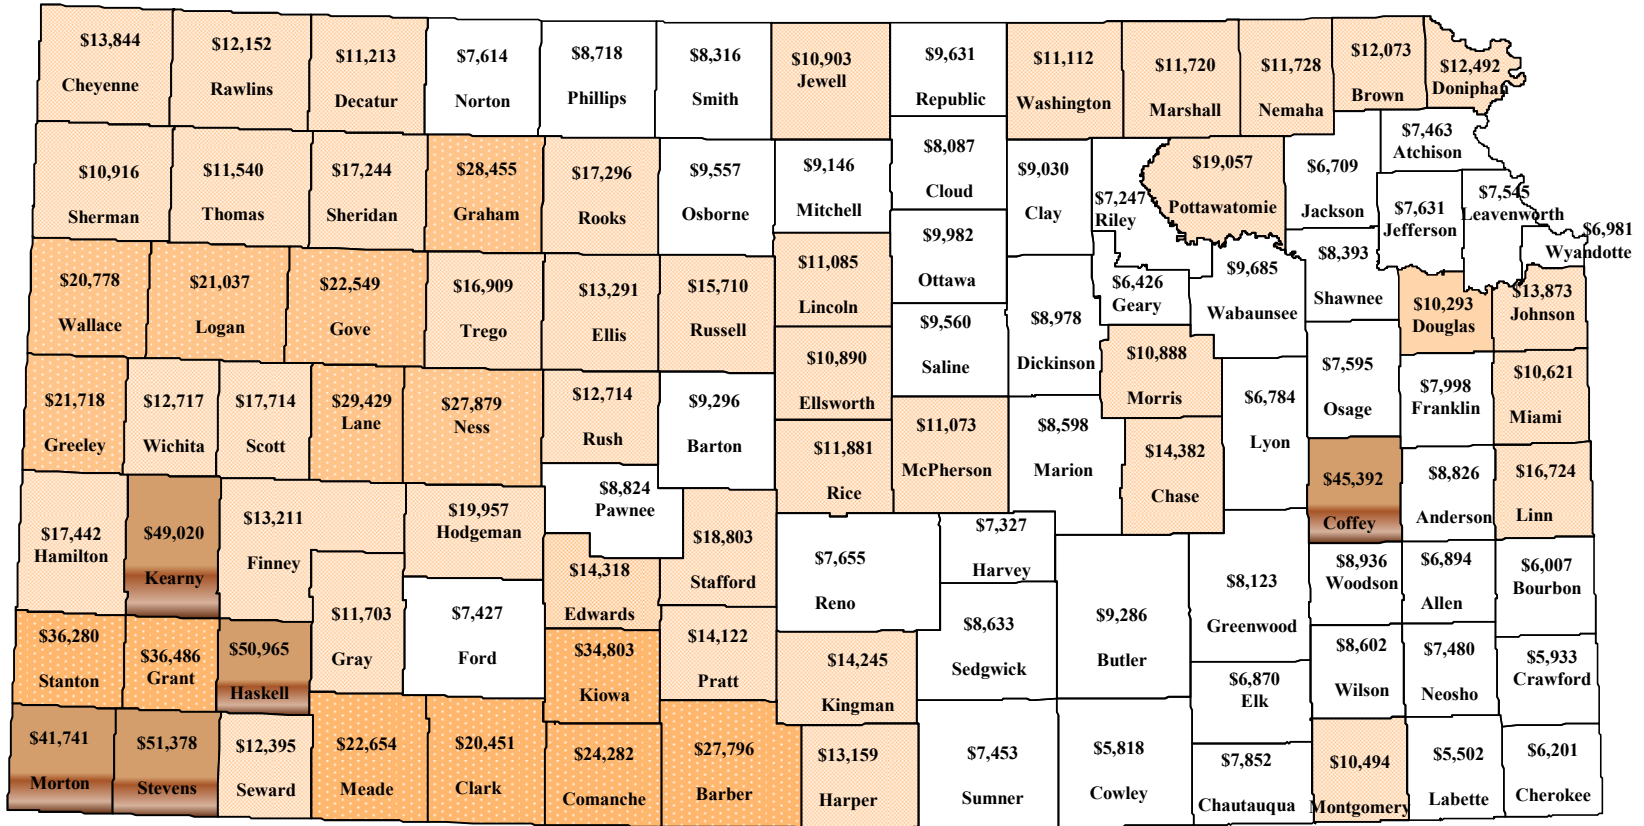 $13,844
Cheyenne
$12,152
Rawlins
$11,213
Decatur
$7,614
Norton
$8,718
Phillips
$8,316
Smith
$10,903
Jewell
$9,631
Republic
$11,112
Washington
$11,720
Marshall
$11,728
Nemaha
$12,073
Brown
$12,492
Doniphan
$10,916
Sherman
$11,540
Thomas
$17,244
Sheridan
$28,455
Graham
$17,296
Rooks
$9,557
Osborne
$9,146
Mitchell
$8,087
Cloud
$9,030
Clay
$7,247
Riley
$19,057
Pottawatomie
$6,709
Jackson
$7,463
Atchison
$7,631
Jefferson
$7,545
Leavenworth
$6,981
Wyandotte
$20,778
Wallace
$21,037
Logan
$22,549
Gove
$16,909
Trego
$13,291
Ellis
$15,710
Russell
$11,085
Lincoln
$9,982
Ottawa
$6,426
Geary
$9,685
Wabaunsee
$8,393
Shawnee
$10,293
Douglas
$13,873
Johnson
$10,890
Ellsworth
$9,560
Saline
$8,978
Dickinson
$10,888
Morris
$7,595
Osage
$7,998
Franklin
$10,621
Miami
$21,718
Greeley
$12,717
Wichita
$17,714
Scott
$29,429
Lane
$27,879
Ness
$12,714
Rush
$9,296
Barton
$11,881
Rice
$11,073
McPherson
$8,598
Marion
$14,382
Chase
$6,784
Lyon
$45,392
Coffey
$8,826
Anderson
$16,724
Linn
$17,442
Hamilton
$49,020
Kearny
$13,211
Finney
$19,957
Hodgeman
$8,824
Pawnee
$18,803
Stafford
$7,655
Reno
$7,327
Harvey
$9,286
Butler
$8,123
Greenwood
$8,936
Woodson
$6,894
Allen
$6,007
Bourbon
$11,703
Gray
$7,427
Ford
$14,318
Edwards
$36,280
Stanton
$36,486
Grant
$50,965
Haskell
$34,803
Kiowa
$14,122
Pratt
$14,245
Kingman
$8,633
Sedgwick
$6,870
Elk
$8,602
Wilson
$7,480
Neosho
$5,933
Crawford
$41,741
Morton
$51,378
Stevens
$12,395
Seward
$22,654
Meade
$20,451
Clark
$24,282
Comanche
$27,796
Barber
$13,159
Harper
$7,453
Sumner
$5,818
Cowley
$7,852
Chautauqua
$10,494
Montgomery
$5,502
Labette
$6,201
Cherokee